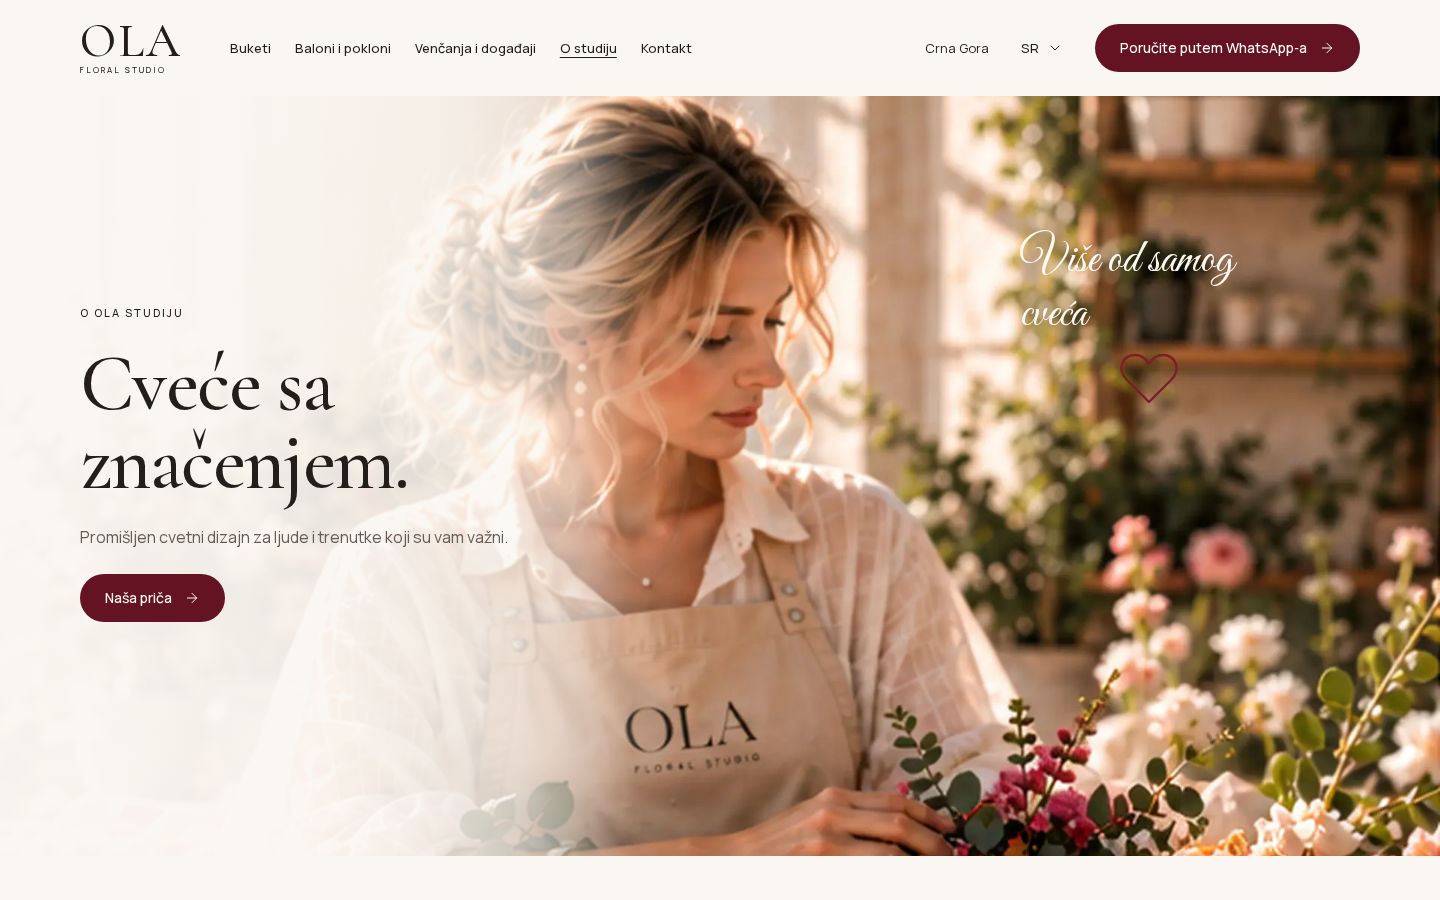 OLA
FLORAL STUDIO
Buketi
Baloni i pokloni
Venčanja i događaji
O studiju
Kontakt
Crna Gora
SR
Poručite putem WhatsApp-a
Više od samog
cveća
O OLA STUDIJU
Cveće sa
značenjem.
Promišljen cvetni dizajn za ljude i trenutke koji su vam važni.
Naša priča
OLA
FLORAL STUDIO